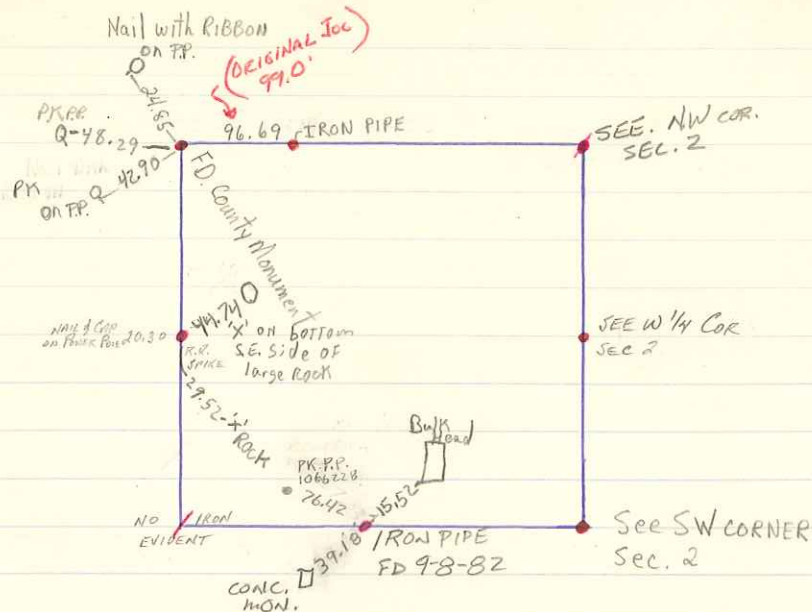 Nail with RIBBON
on P.P.
24.85
(ORIGINAL
99.0')
PK P.P.
Q-48.29
42.90
PK
on P.P.
96.69
IRON PIPE
SEE. NW COR.
SEC. 2
FD. County Monument
NAIL & CAP
on POWER POLE 20.30
R.R.
SPIKE
44.74
'X' on bottom
S.E. Side of
large Rock
SEE W 1/4 COR
SEC 2
29.52-'X' ROCK
Bulk
Head
PK. P.P.
1066228
76.42
15.52
NO IRON
EVIDENT
39.18
IRON PIPE
FD 9-8-82
CONC.
MON.
See SW CORNER
Sec. 2